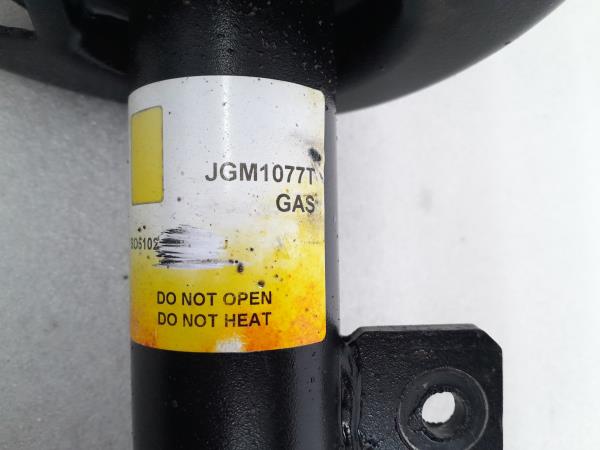 JGM1077T
GAS
DO NOT OPEN
DO NOT HEAT